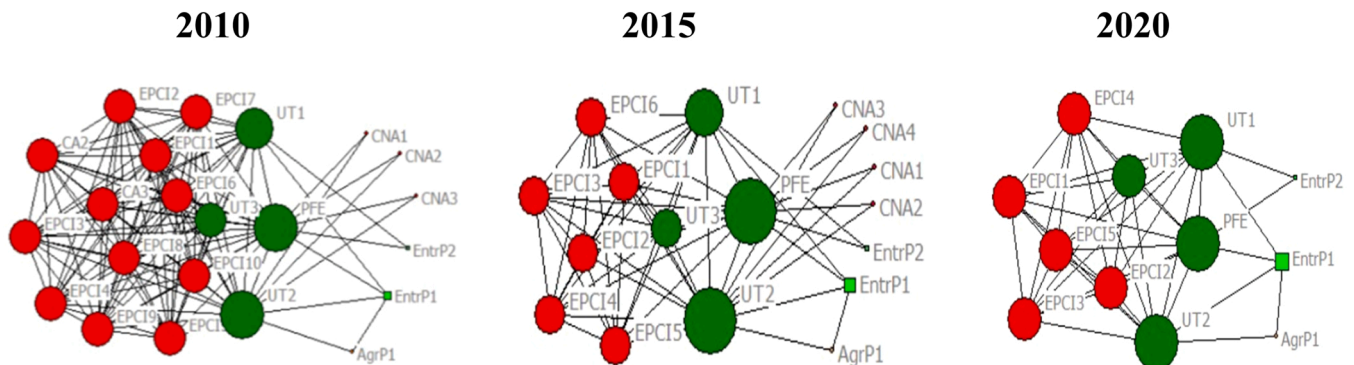 2010
2015
2020
EPCI2
EPCI7
UT1
CA2
EPCI1
CNA1
CNA2
CA3
EPCI6
CNA3
UT3
PFE
EPCI3
EPCI8
EntrP2
EPCI10
EPCI4
UT2
EntrP1
EPCI9
AgrP1
EPCI6
UT1
CNA3
CNA4
EPCI1
CNA1
EPCI3
PFE
CNA2
UT3
EPCI2
EntrP2
EntrP1
EPCI4
UT2
EPCI5
AgrP1
EPCI4
UT1
UT3
EPCI1
EntrP2
PFE
EPCI5
EntrP1
EPCI2
EPCI3
UT2
AgrP1